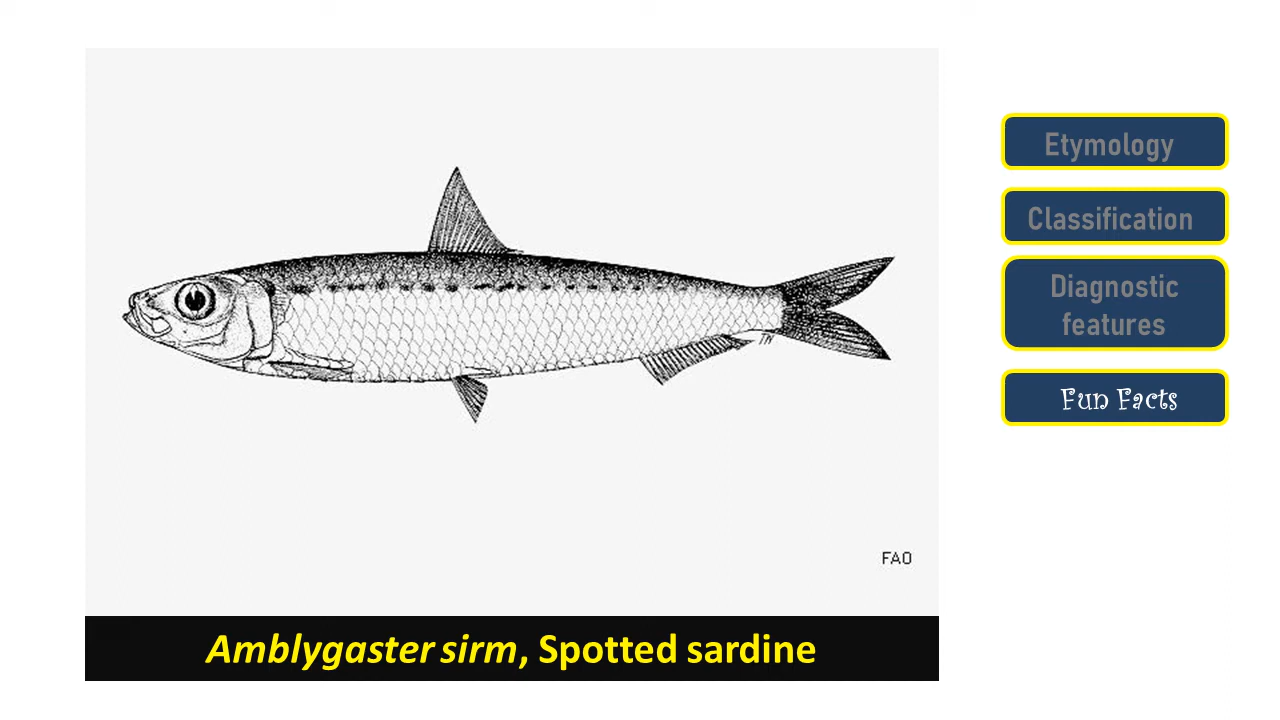 Etymology
Classification
Diagnostic
features
Fun Facts
FAO
Amblygaster sirm, Spotted sardine